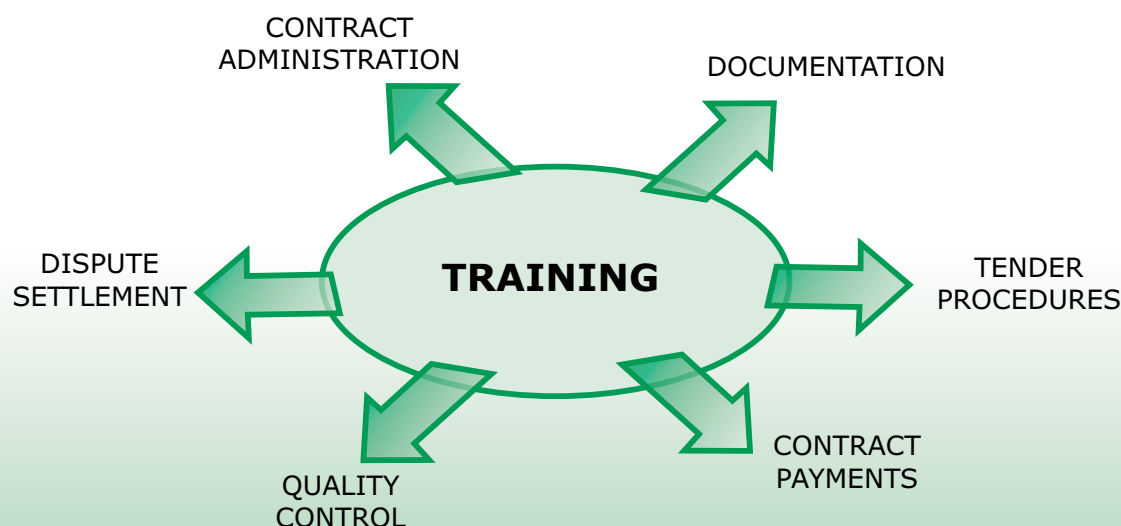 CONTRACT
ADMINISTRATION
DOCUMENTATION
DISPUTE
SETTLEMENT
TRAINING
TENDER
PROCEDURES
QUALITY
CONTROL
CONTRACT
PAYMENTS